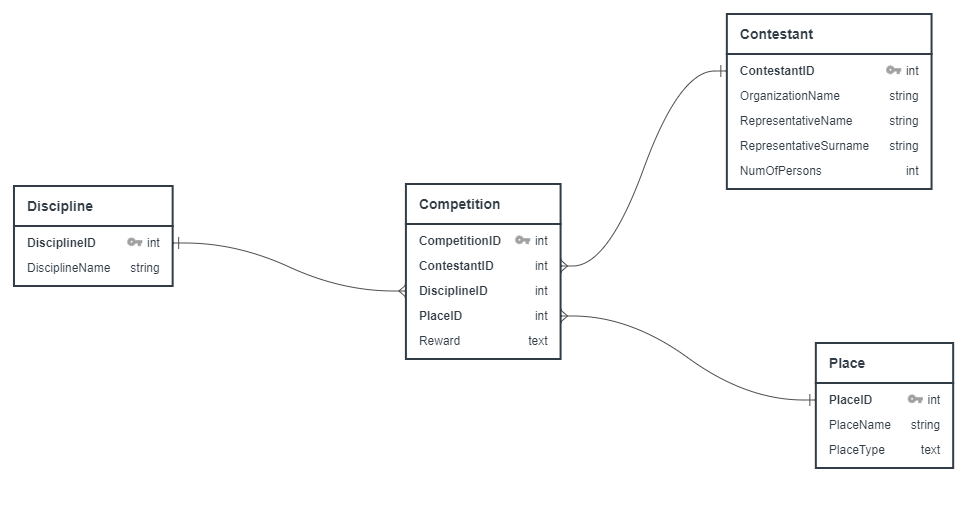 Contestant
ContestantID int
OrganizationName string
RepresentativeName string
RepresentativeSurname string
NumOfPersons int
Discipline
DisciplineID int
DisciplineName string
Competition
CompetitionID int
ContestantID int
DisciplineID int
PlaceID int
Reward text
Place
PlaceID int
PlaceName string
PlaceType text